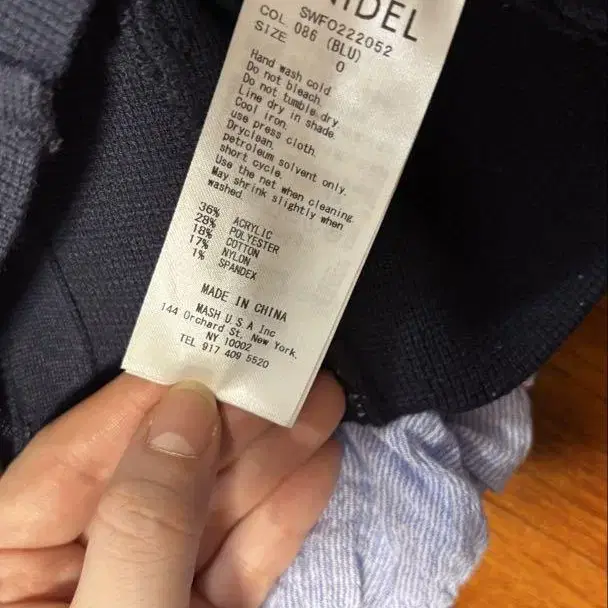 NIDEL
SWFO222052
COL 086 (BLU)
SIZE 0
Hand wash cold.
Do not bleach.
Do not tumble dry.
Line dry in shade.
Cool iron.
use press cloth.
Dryclean.
petroleum solvent only.
short cycle.
Use the net when cleaning.
May shrink slightly when
washed.
36% ACRYLIC
28% POLYESTER
18% COTTON
17% NYLON
1% SPANDEX
MADE IN CHINA
MASH U S A Inc
144 Orchard St, New York.
NY 10002
TEL 917 409 5520